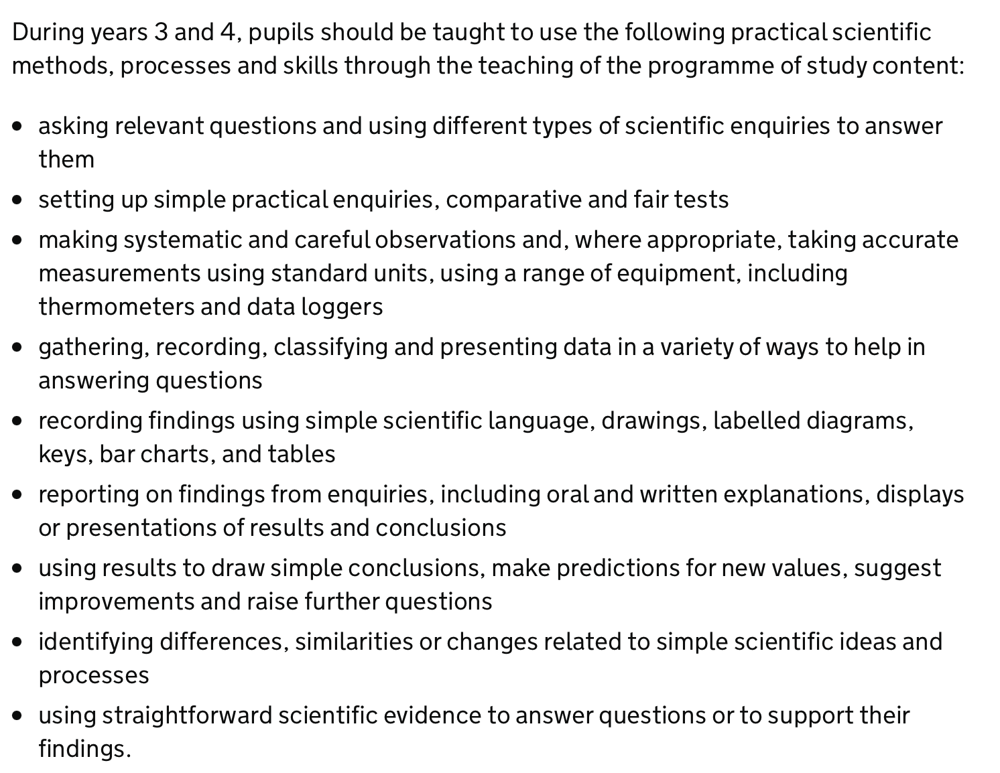 During years 3 and 4, pupils should be taught to use the following practical scientific
methods, processes and skills through the teaching of the programme of study content:
• asking relevant questions and using different types of scientific enquiries to answer
them
• setting up simple practical enquiries, comparative and fair tests
• making systematic and careful observations and, where appropriate, taking accurate
measurements using standard units, using a range of equipment, including
thermometers and data loggers
• gathering, recording, classifying and presenting data in a variety of ways to help in
answering questions
• recording findings using simple scientific language, drawings, labelled diagrams,
keys, bar charts, and tables
• reporting on findings from enquiries, including oral and written explanations, displays
or presentations of results and conclusions
• using results to draw simple conclusions, make predictions for new values, suggest
improvements and raise further questions
• identifying differences, similarities or changes related to simple scientific ideas and
processes
• using straightforward scientific evidence to answer questions or to support their
findings.